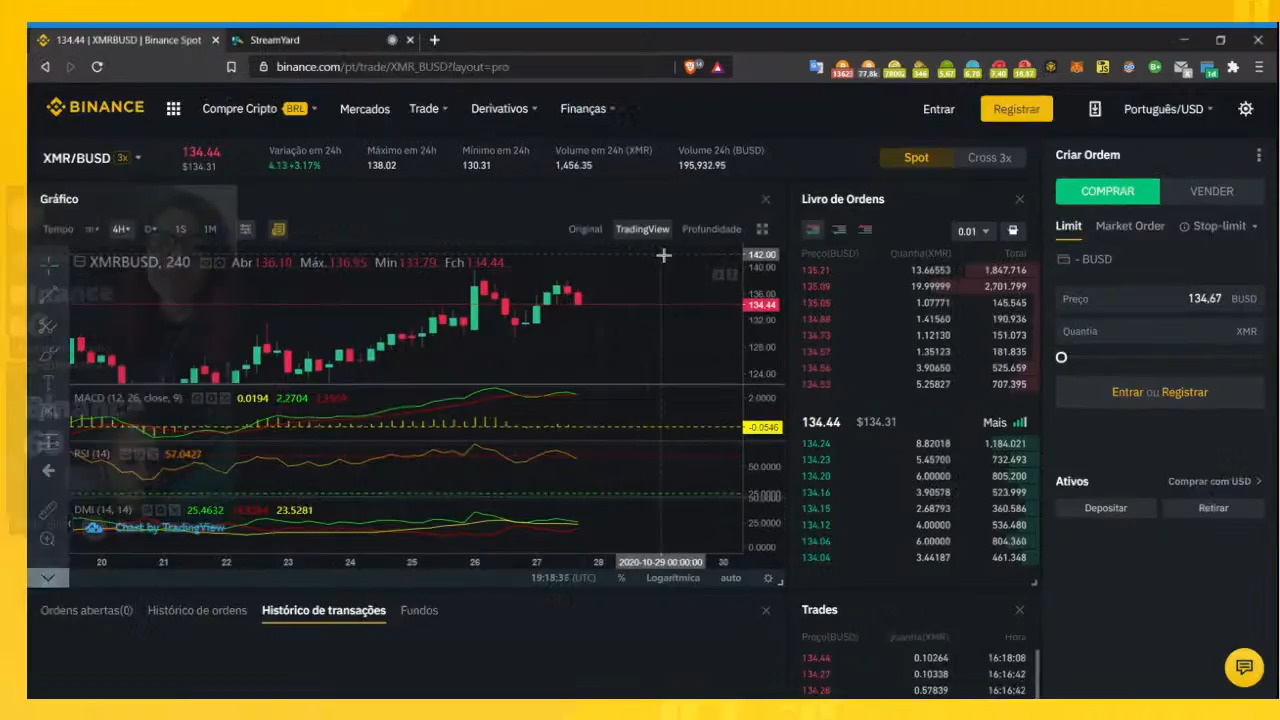 134.44 | XMRBUSD | Binance Spot
StreamYard
binance.com/pt/trade/XMR_BUSD?layout=pro
BINANCE
Compre Cripto BRL
Mercados
Trade
Derivativos
Finanças
Entrar
Registrar
Português/USD
XMR/BUSD 3x
134.44
$134.31
Variação em 24h
4.13 +3.17%
Máximo em 24h
138.02
Mínimo em 24h
130.31
Volume em 24h (XMR)
1,456.35
Volume 24h (BUSD)
195,932.95
Spot
Cross 3x
Gráfico
Tempo
4H
D
1S
1M
Original
TradingView
Profundidade
XMRBUSD, 240
Abr 136.10 Máx. 136.95 Min 133.79 Fch 134.44
142.00
140.00
136.00
134.44
132.00
128.00
124.00
MACD (12, 26, close, 9) 0.0194 2.2704
2.0000
-0.0546
RSI (14) 57.0427
50.0000
DMI (14, 14) 25.4632 23.5281
Chart by TradingView
25.0000
0.0000
20 21 22 23 24 25 26 27 28 2020-10-29 00:00:00 30
(UTC) % Logarítmica auto
Ordens abertas(0)
Histórico de ordens
Histórico de transações
Fundos
Livro de Ordens
0.01
Preço(BUSD) Quantia(XMR) Total
135.21 13.66553 1,847.716
135.09 19.99999 2,701.799
135.05 1.07771 145.545
134.88 1.41560 190.936
134.73 1.12130 151.073
134.57 1.35123 181.835
134.56 3.90650 525.659
134.53 5.25827 707.395
134.44 $134.31 Mais
134.24 8.82018 1,184.021
134.23 5.45700 732.493
134.20 6.00000 805.200
134.16 3.90578 523.999
134.15 2.68793 360.586
134.12 4.00000 536.480
134.06 6.00000 804.360
134.04 3.44187 461.348
Trades
Preço(BUSD) Quantia(XMR) Hora
134.44 0.10264 16:18:08
134.27 0.10338 16:16:42
134.26 0.57839 16:16:42
Criar Ordem
COMPRAR
VENDER
Limit
Market Order
Stop-limit
- BUSD
Preço 134,67 BUSD
Quantia XMR
Entrar ou Registrar
Ativos
Comprar com USD
Depositar
Retirar